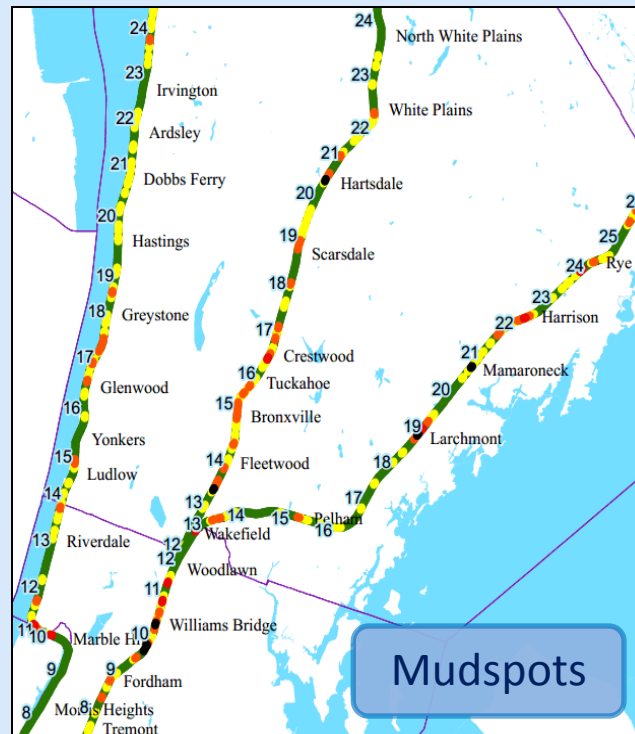 24
24
North White Plains
23
23
Irvington
White Plains
22
22
Ardsley
21
21
Dobbs Ferry
Hartsdale
20
20
Hastings
19
Scarsdale
25
Rye
24
19
18
23
18
Greystone
22
Harrison
17
17
Crestwood
21
Mamaroneck
16
Tuckahoe
Glenwood
20
16
15
Bronxville
19
Larchmont
Yonkers
15
14
Fleetwood
18
Ludlow
14
13
17
14
15
Pelham
16
13
Wakefield
13
Riverdale
12
12
Woodlawn
12
11
11
10
Williams Bridge
10
Marble H
9
9
Fordham
8
8
Morris Heights
Tremont
Mudspots